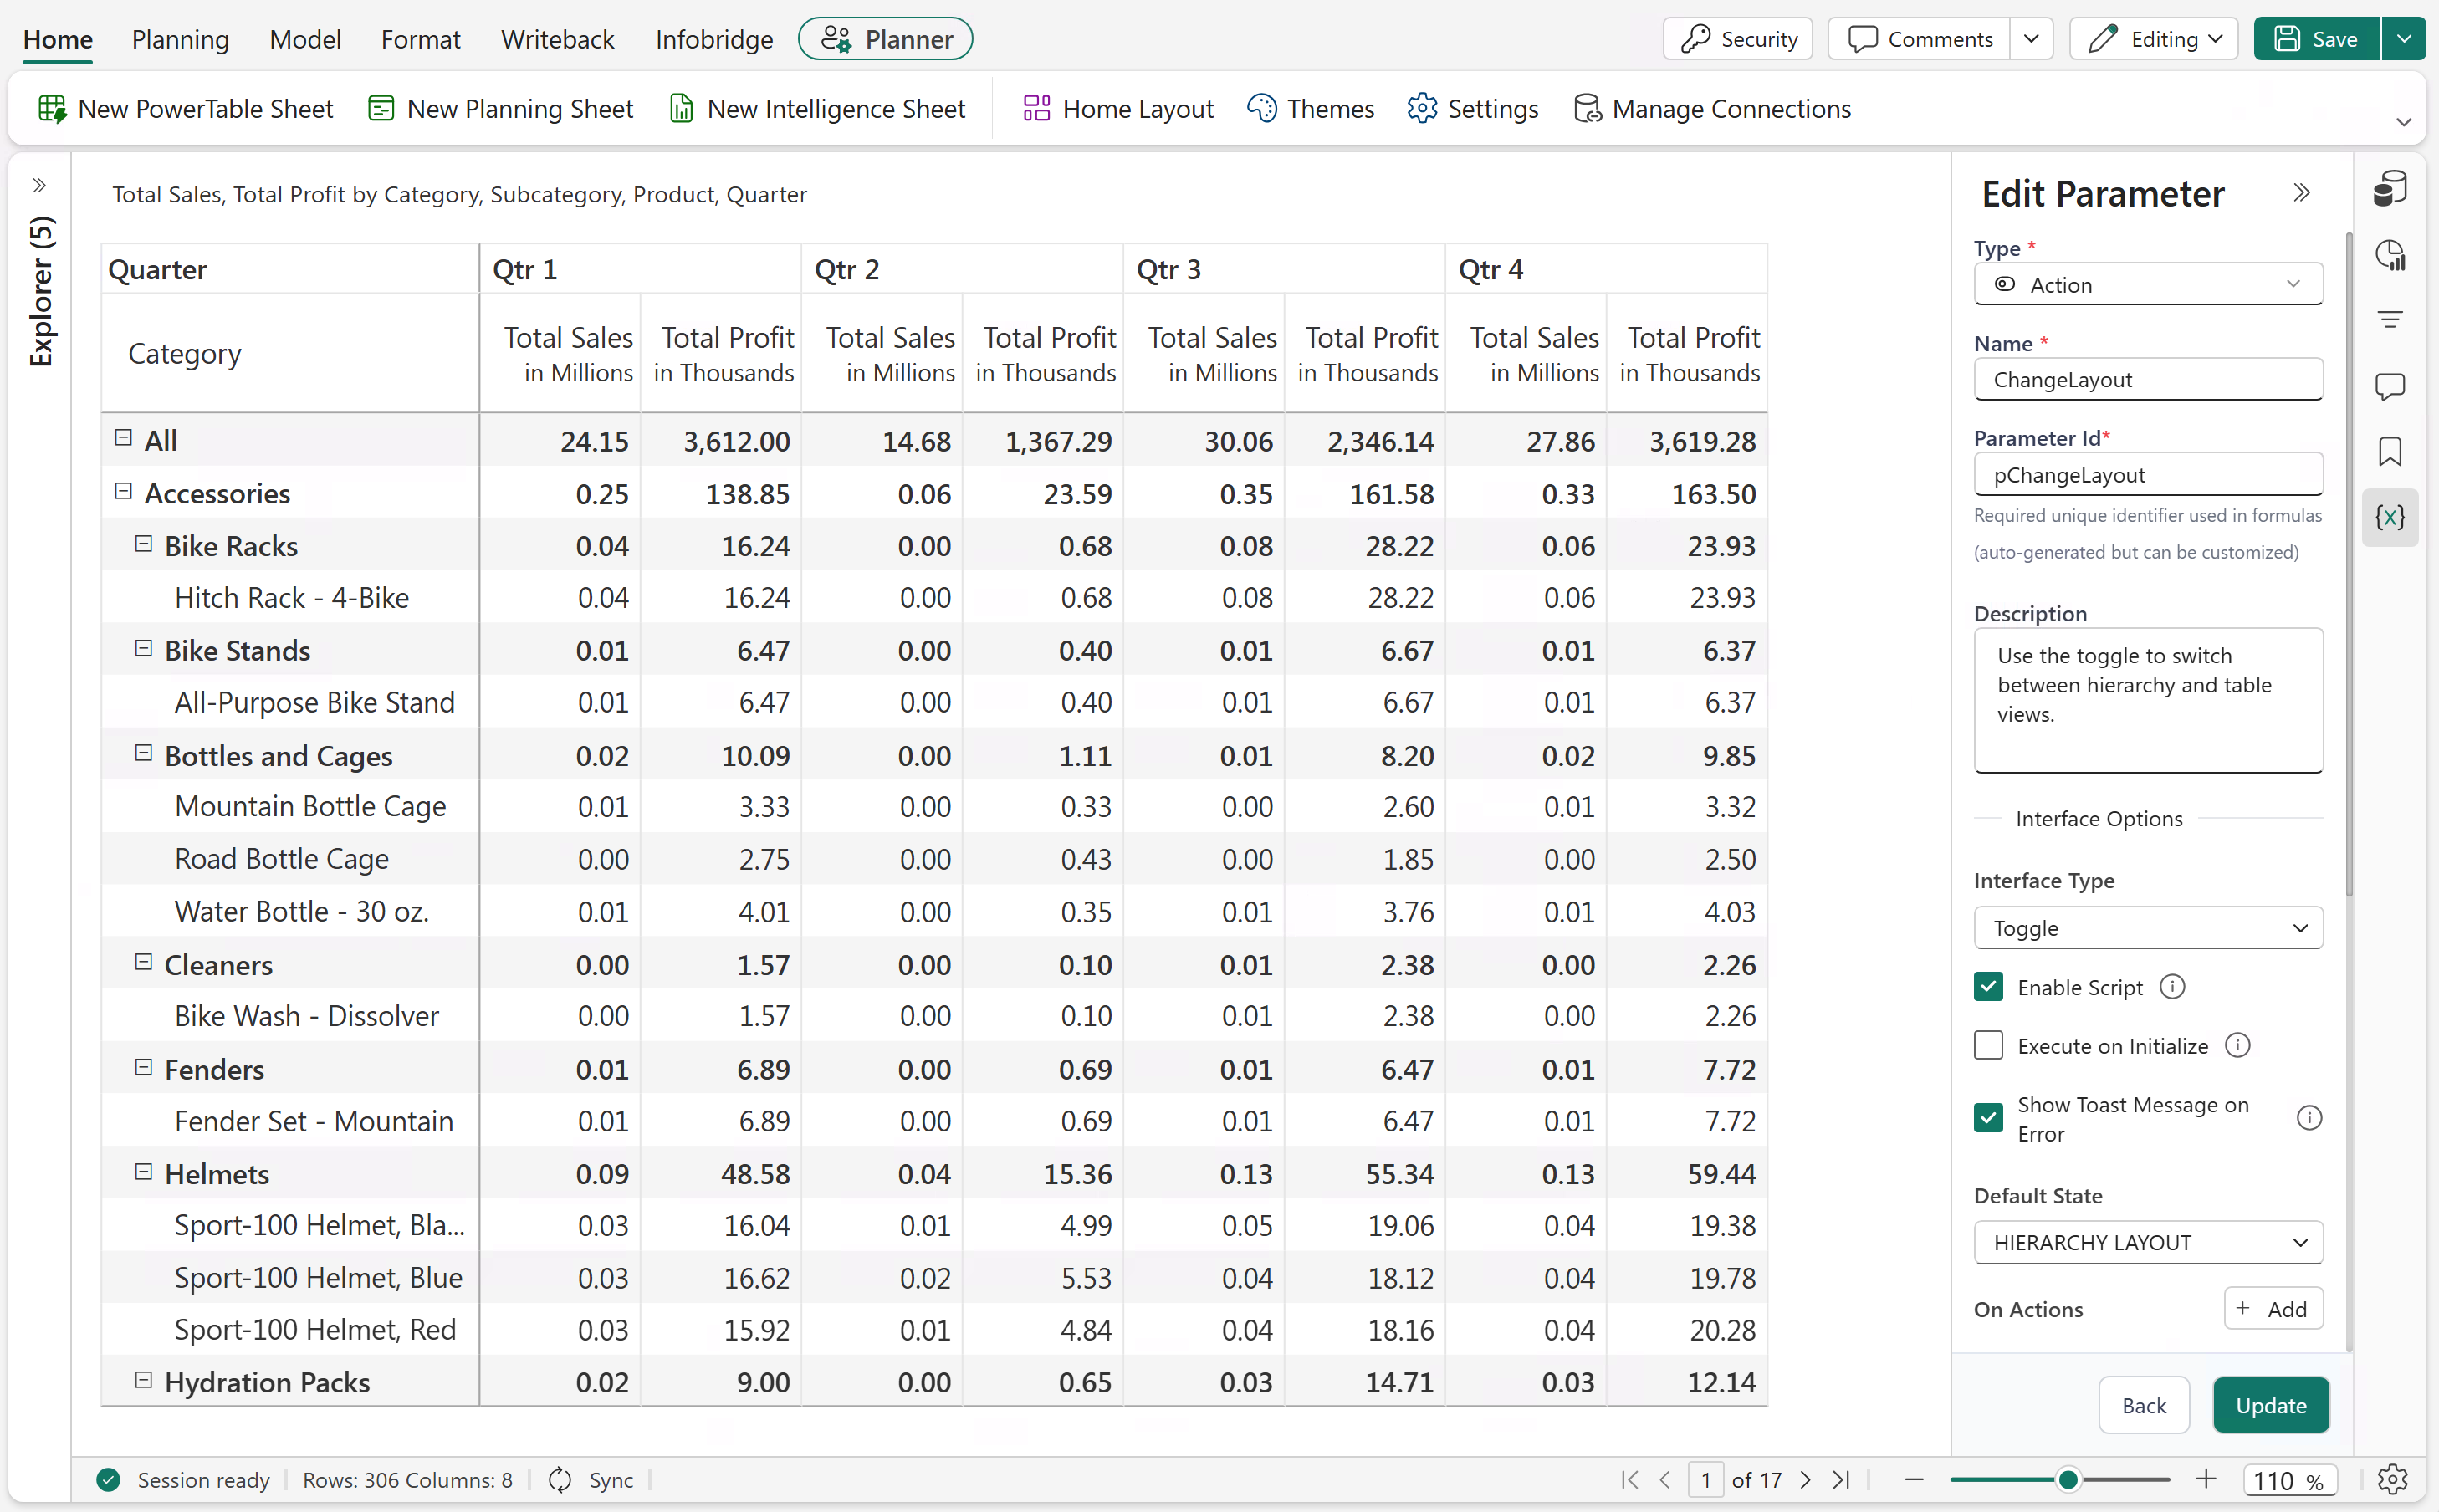 Home Planning Model Format Writeback Infobridge Planner Security Comments Editing Save
New PowerTable Sheet New Planning Sheet New Intelligence Sheet Home Layout Themes Settings Manage Connections
Explorer (5)
Total Sales, Total Profit by Category, Subcategory, Product, Quarter
Quarter Qtr 1 Qtr 2 Qtr 3 Qtr 4
Category Total Sales in Millions Total Profit in Thousands Total Sales in Millions Total Profit in Thousands Total Sales in Millions Total Profit in Thousands Total Sales in Millions Total Profit in Thousands
All 24.15 3,612.00 14.68 1,367.29 30.06 2,346.14 27.86 3,619.28
Accessories 0.25 138.85 0.06 23.59 0.35 161.58 0.33 163.50
Bike Racks 0.04 16.24 0.00 0.68 0.08 28.22 0.06 23.93
Hitch Rack - 4-Bike 0.04 16.24 0.00 0.68 0.08 28.22 0.06 23.93
Bike Stands 0.01 6.47 0.00 0.40 0.01 6.67 0.01 6.37
All-Purpose Bike Stand 0.01 6.47 0.00 0.40 0.01 6.67 0.01 6.37
Bottles and Cages 0.02 10.09 0.00 1.11 0.01 8.20 0.02 9.85
Mountain Bottle Cage 0.01 3.33 0.00 0.33 0.00 2.60 0.01 3.32
Road Bottle Cage 0.00 2.75 0.00 0.43 0.00 1.85 0.00 2.50
Water Bottle - 30 oz. 0.01 4.01 0.00 0.35 0.01 3.76 0.01 4.03
Cleaners 0.00 1.57 0.00 0.10 0.01 2.38 0.00 2.26
Bike Wash - Dissolver 0.00 1.57 0.00 0.10 0.01 2.38 0.00 2.26
Fenders 0.01 6.89 0.00 0.69 0.01 6.47 0.01 7.72
Fender Set - Mountain 0.01 6.89 0.00 0.69 0.01 6.47 0.01 7.72
Helmets 0.09 48.58 0.04 15.36 0.13 55.34 0.13 59.44
Sport-100 Helmet, Bla... 0.03 16.04 0.01 4.99 0.05 19.06 0.04 19.38
Sport-100 Helmet, Blue 0.03 16.62 0.02 5.53 0.04 18.12 0.04 19.78
Sport-100 Helmet, Red 0.03 15.92 0.01 4.84 0.04 18.16 0.04 20.28
Hydration Packs 0.02 9.00 0.00 0.65 0.03 14.71 0.03 12.14
Edit Parameter
Type *
Action
Name *
ChangeLayout
Parameter Id*
pChangeLayout
Required unique identifier used in formulas
(auto-generated but can be customized)
Description
Use the toggle to switch
between hierarchy and table
views.
Interface Options
Interface Type
Toggle
Enable Script
Execute on Initialize
Show Toast Message on
Error
Default State
HIERARCHY LAYOUT
On Actions + Add
Back Update
Session ready Rows: 306 Columns: 8 Sync 1 of 17 110 %